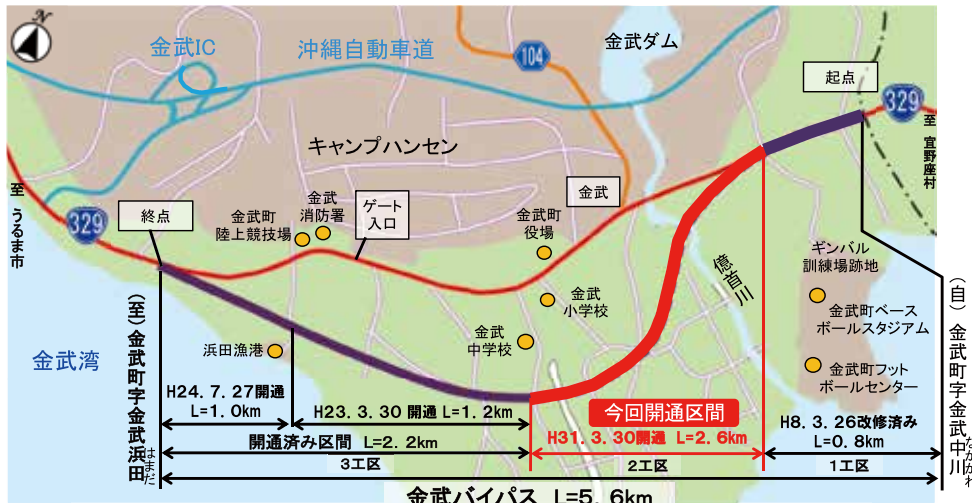 N
金武IC
沖縄自動車道
104
金武ダム
起点
329
至 宜野座村
キャンプハンセン
至 うるま市
329
終点
金武町
陸上競技場
金武
消防署
ゲート
入口
金武町
役場
金武
億首川
ギンバル
訓練場跡地
金武
小学校
金武
中学校
金武町ベース
ボールスタジアム
金武町フット
ボールセンター
浜田漁港
金武湾
(至)金武町字金武浜田
はまだ
(自)金武町字金武中川
なかがわ
H24.7.27開通
L=1.0km
H23.3.30 開通 L=1.2km
今回開通区間
H31.3.30開通 L=2.6km
H8.3.26改修済み
L=0.8km
開通済み区間 L=2.2km
3工区
2工区
1工区
金武バイパス L=5.6km